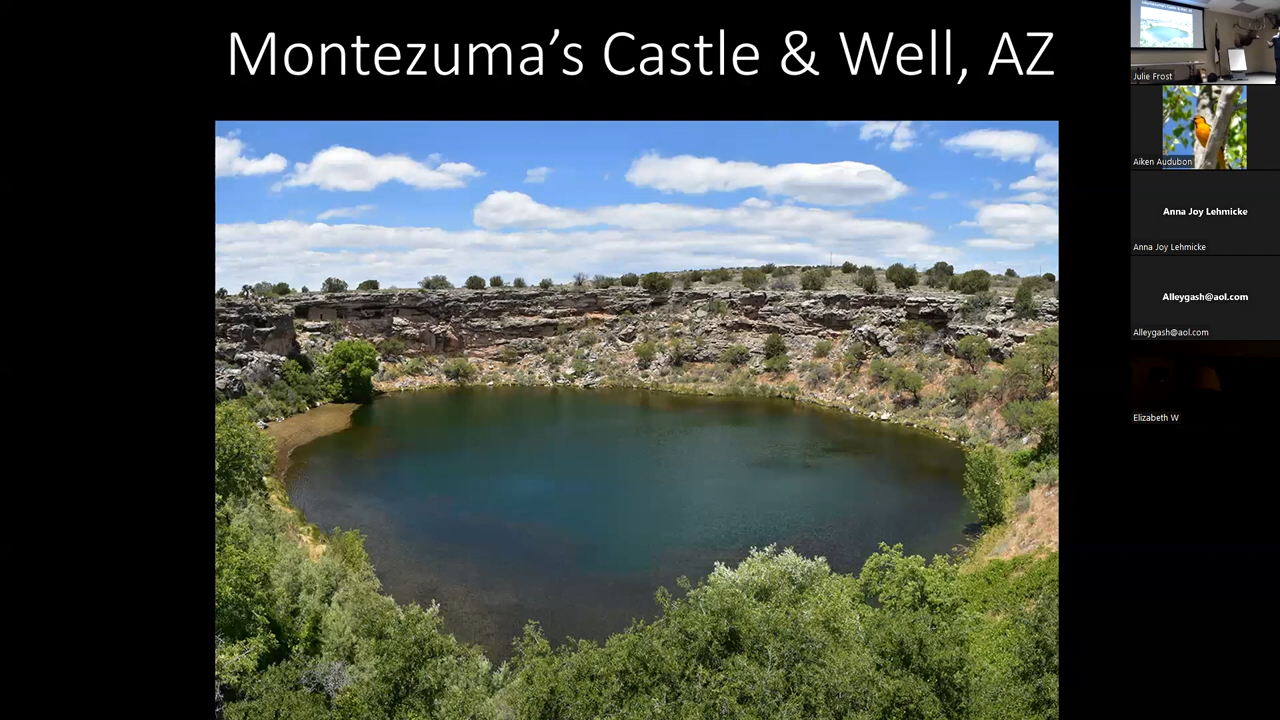 Montezuma’s Castle & Well, AZ
Julie Frost
Aiken Audubon
Anna Joy Lehmicke
Anna Joy Lehmicke
Alleygash@aol.com
Alleygash@aol.com
Elizabeth W